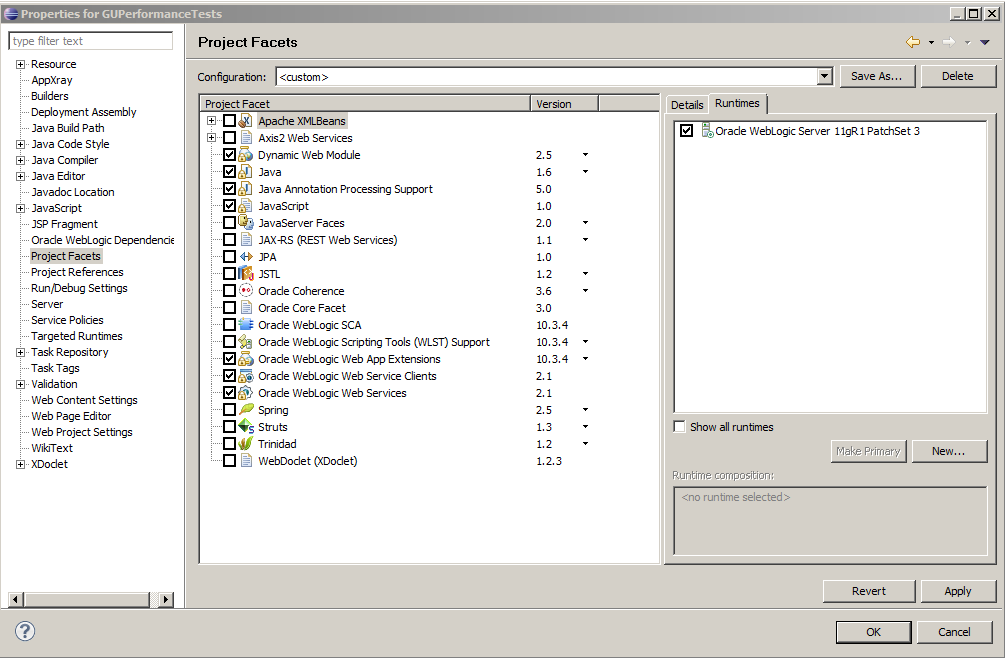 Properties for GUPerformanceTests
type filter text
Resource
AppXray
Builders
Deployment Assembly
Java Build Path
Java Code Style
Java Compiler
Java Editor
Javadoc Location
JavaScript
JSP Fragment
Oracle WebLogic Dependencie
Project Facets
Project References
Run/Debug Settings
Server
Service Policies
Targeted Runtimes
Task Repository
Task Tags
Validation
Web Content Settings
Web Page Editor
Web Project Settings
WikiText
XDoclet
Project Facets
Configuration: <custom> Save As... Delete
Project Facet Version
Apache XMLBeans
Axis2 Web Services
Dynamic Web Module 2.5
Java 1.6
Java Annotation Processing Support 5.0
JavaScript 1.0
JavaServer Faces 2.0
JAX-RS (REST Web Services) 1.1
JPA 1.0
JSTL 1.2
Oracle Coherence 3.6
Oracle Core Facet 3.0
Oracle WebLogic SCA 10.3.4
Oracle WebLogic Scripting Tools (WLST) Support 10.3.4
Oracle WebLogic Web App Extensions 10.3.4
Oracle WebLogic Web Service Clients 2.1
Oracle WebLogic Web Services 2.1
Spring 2.5
Struts 1.3
Trinidad 1.2
WebDoclet (XDoclet) 1.2.3
Details Runtimes
Oracle WebLogic Server 11gR1 PatchSet 3
Show all runtimes
Make Primary New...
Runtime composition:
<no runtime selected>
Revert Apply
? OK Cancel